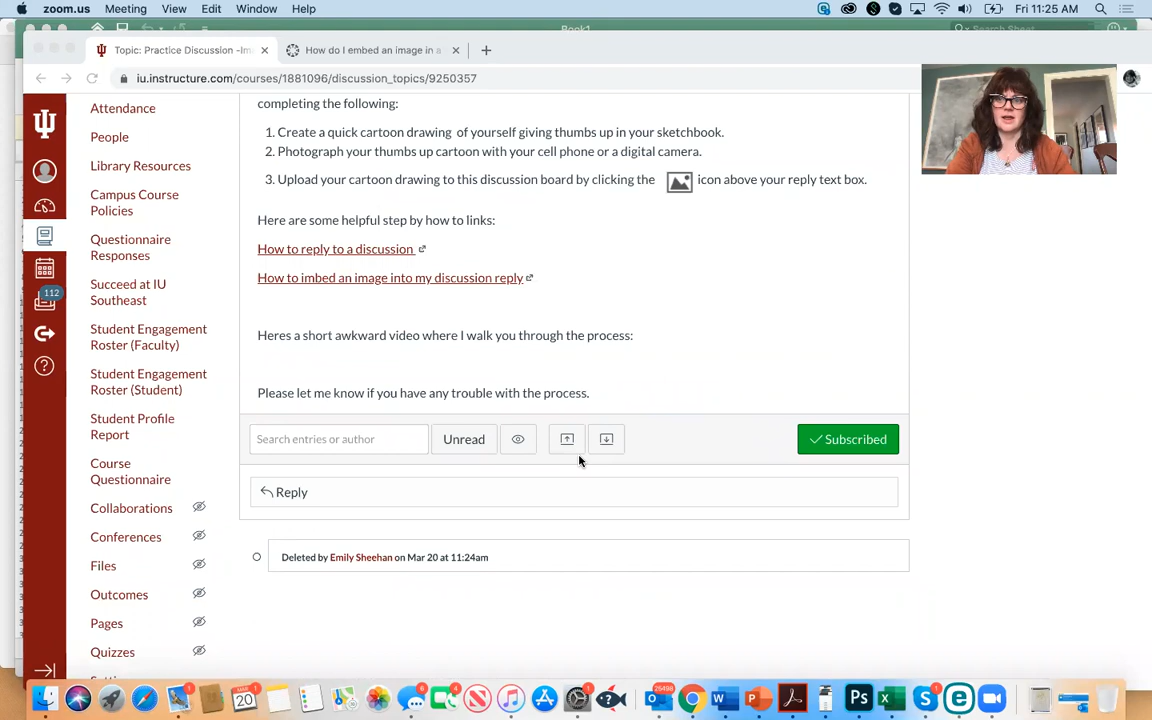 zoom.us Meeting View Edit Window Help
Fri 11:25 AM
Book1
Search Sheet
Topic: Practice Discussion -Im
How do I embed an image in a
iu.instructure.com/courses/1881096/discussion_topics/9250357
Attendance
People
Library Resources
Campus Course
Policies
Questionnaire
Responses
Succeed at IU
Southeast
Student Engagement
Roster (Faculty)
Student Engagement
Roster (Student)
Student Profile
Report
Course
Questionnaire
Collaborations
Conferences
Files
Outcomes
Pages
Quizzes
112
completing the following:
1. Create a quick cartoon drawing of yourself giving thumbs up in your sketchbook.
2. Photograph your thumbs up cartoon with your cell phone or a digital camera.
3. Upload your cartoon drawing to this discussion board by clicking the icon above your reply text box.
Here are some helpful step by how to links:
How to reply to a discussion
How to imbed an image into my discussion reply
Heres a short awkward video where I walk you through the process:
Please let me know if you have any trouble with the process.
Search entries or author
Unread
Subscribed
Reply
Deleted by Emily Sheehan on Mar 20 at 11:24am